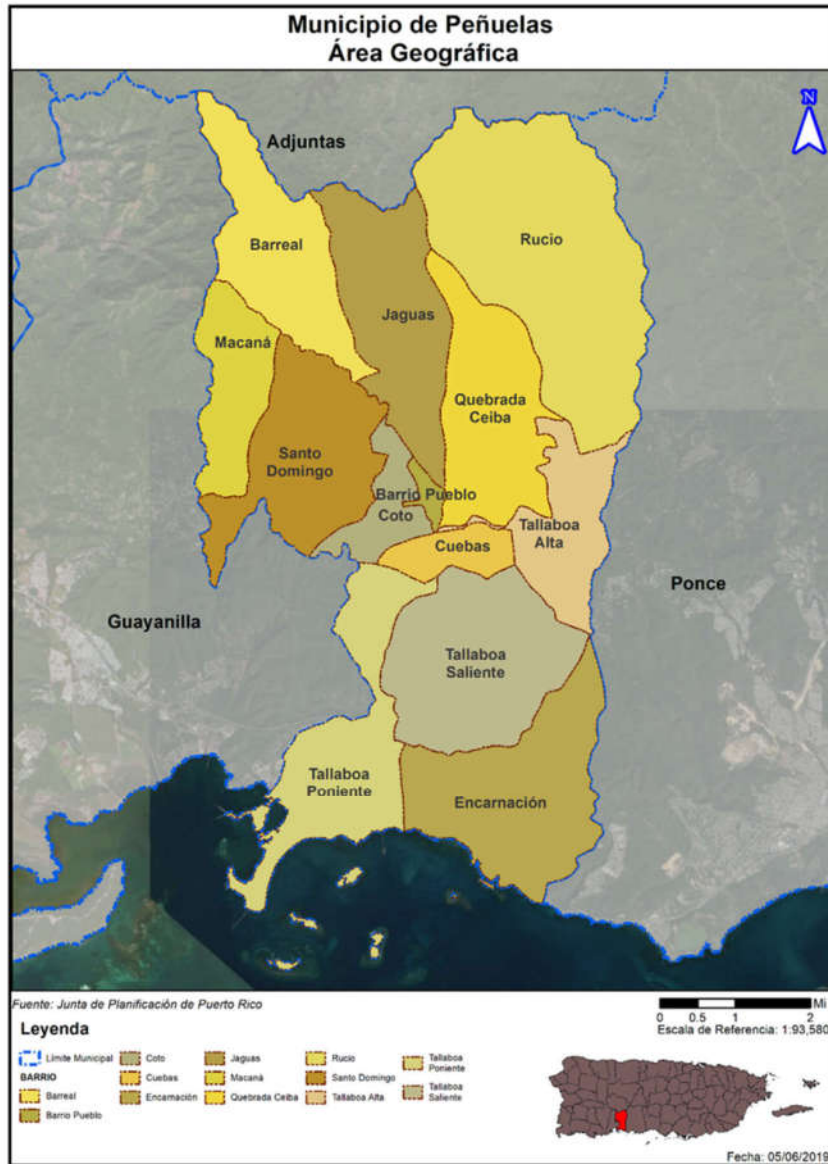 Municipio de Peñuelas
Área Geográfica
N
Adjuntas
Rucio
Barreal
Jaguas
Macaná
Quebrada
Ceiba
Santo
Domingo
Barrio Pueblo
Coto
Tallaboa
Alta
Cuebas
Guayanilla
Ponce
Tallaboa
Saliente
Tallaboa
Poniente
Encarnación
Fuente: Junta de Planificación de Puerto Rico
Mi
0 0.5 1 2
Escala de Referencia: 1:93,580
Leyenda
Límite Municipal
BARRIO
Barreal
Barrio Pueblo
Coto
Cuebas
Encarnación
Jaguas
Macaná
Quebrada Ceiba
Rucio
Santo Domingo
Tallaboa Alta
Tallaboa
Poniente
Tallaboa
Saliente
Fecha: 05/06/2019